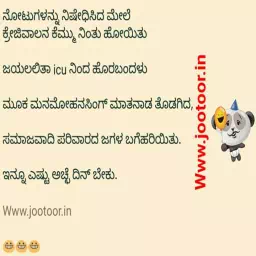 ನೋಟುಗಳನ್ನು ನಿಷೇಧಿಸಿದ ಮೇಲೆ
ಕ್ರೇಜಿವಾಲನ ಕೆಮ್ಮು ನಿಂತು ಹೋಯಿತು
ಜಯಲಲಿತಾ icu ನಿಂದ ಹೊರಬಂದಳು
ಮೂಕ ಮನಮೋಹನಸಿಂಗ್ ಮಾತನಾಡ ತೊಡಗಿದ,
ಸಮಾಜವಾದಿ ಪರಿವಾರದ ಜಗಳ ಬಗೆಹರಿಯಿತು.
ಇನ್ನೂ ಎಷ್ಟು ಅಚ್ಛೆ ದಿನ್ ಬೇಕು.
Www.jootoor.in
www.jootoor.in